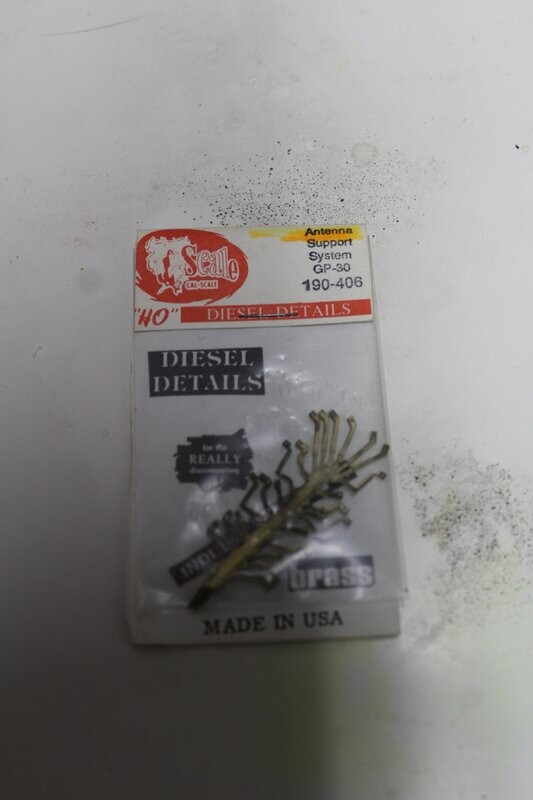 Scale
CAL-SCALE
Antenna
Support
System
GP-30
190-406
"HO"
DIESEL DETAILS
DIESEL
DETAILS
for the
REALLY
discriminating
brass
MADE IN USA